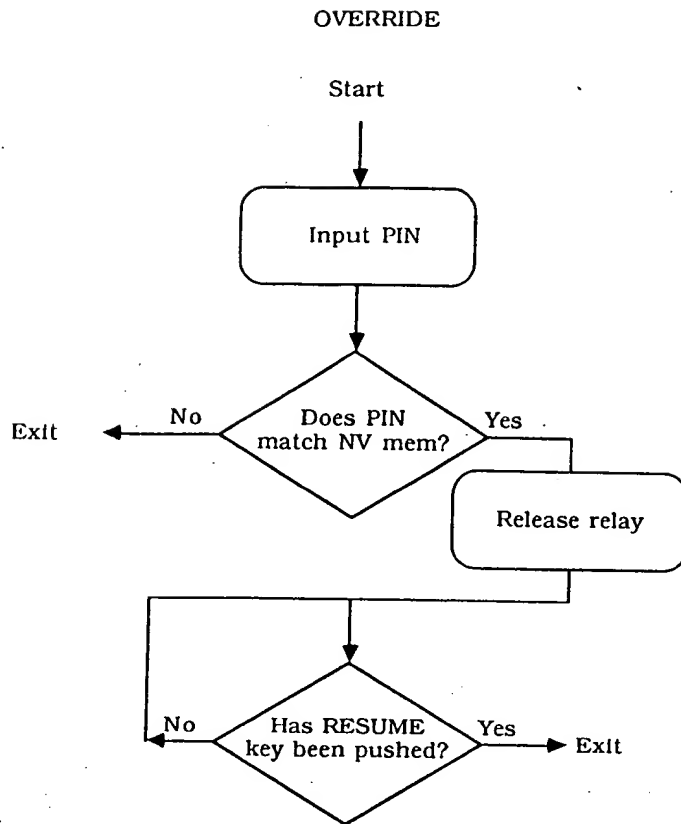 OVERRIDE
Start
Input PIN
Does PIN
match NV mem?
No
Yes
Exit
Release relay
Has RESUME
key been pushed?
No
Yes
Exit